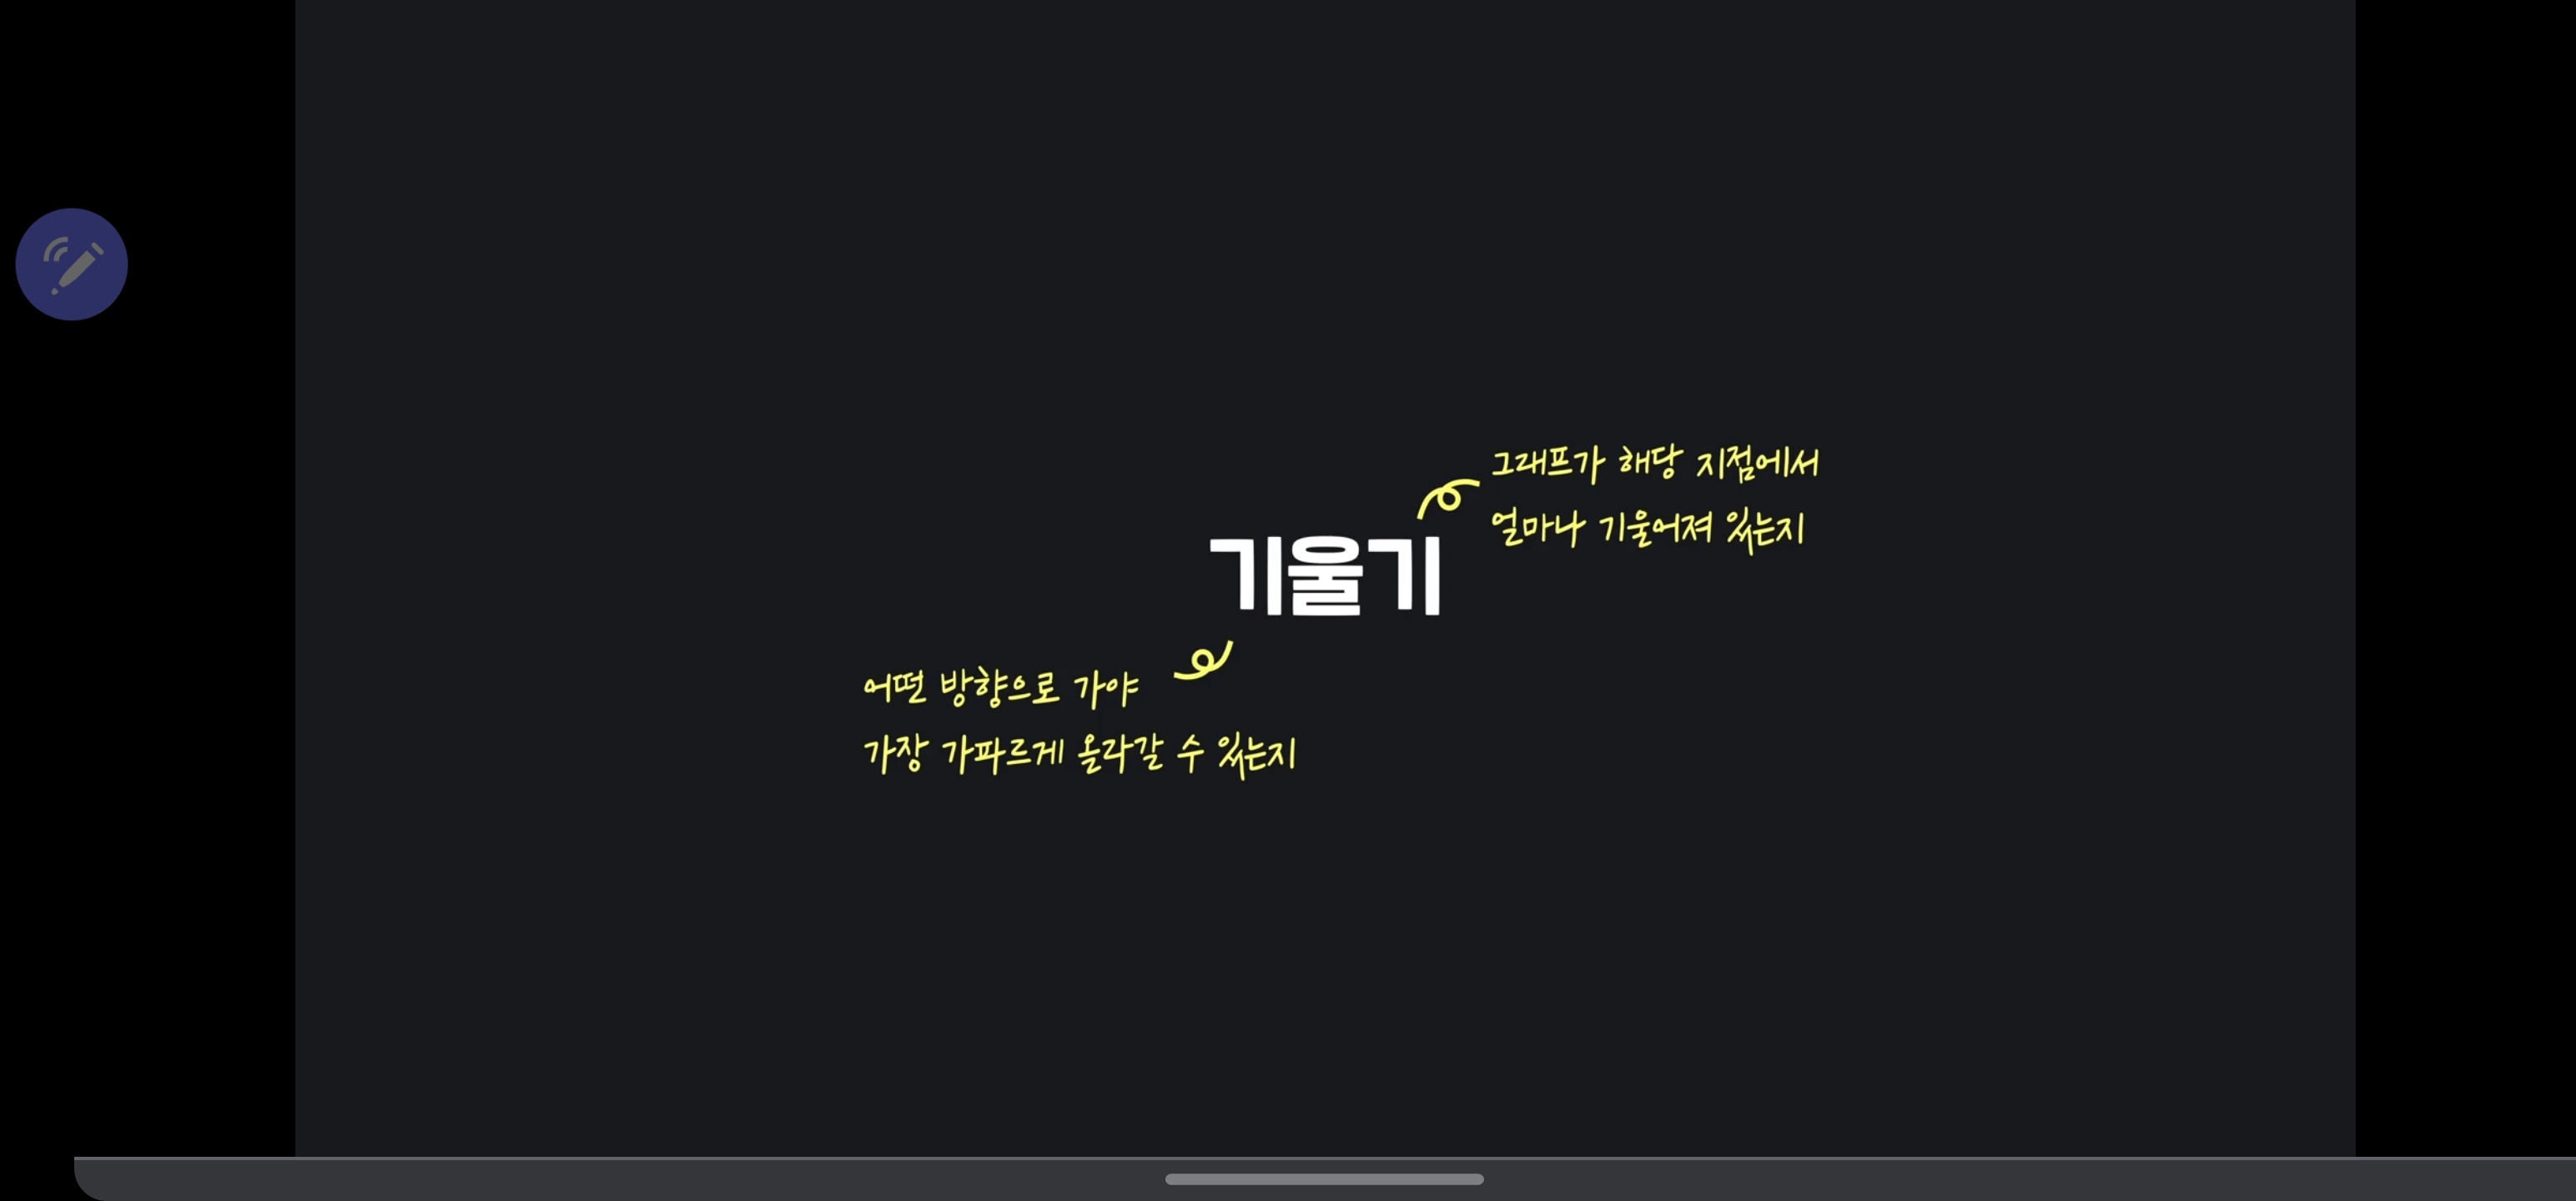 그래프가 해당 지점에서
얼마나 기울어져 있는지
기울기
어떤 방향으로 가야
가장 가파르게 올라갈 수 있는지